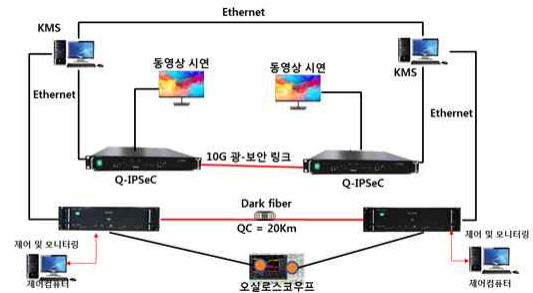 Ethernet
KMS
동영상 시연
동영상 시연
KMS
Ethernet
Ethernet
10G 광-보안 링크
Q-IPSeC
Q-IPSeC
Dark fiber
QC = 20Km
제어 및 모니터링
제어컴퓨터
제어 및 모니터링
제어컴퓨터
오실로스코우프